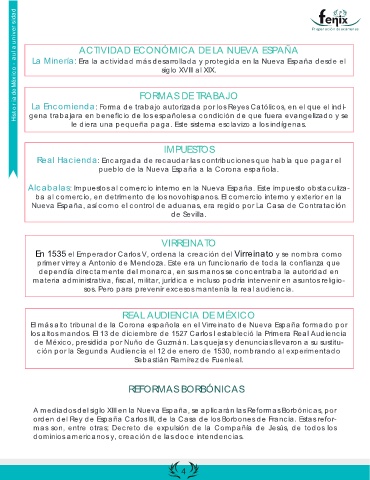 Historia de México - aula universidad
fenix
ACTIVIDAD ECONÓMICA DE LA NUEVA ESPAÑA
La Minería: Era la actividad más desarrollada y protegida en la Nueva España desde el
siglo XVIII al XIX.
FORMAS DE TRABAJO
La Encomienda: Forma de trabajo autorizada por los Reyes Católicos, en el que el indí-
gena trabajara en beneficio de los españoles a condición de que fuera evangelizado y se
le diera una pequeña paga. Este sistema esclavizo a los indígenas.
IMPUESTOS
Real Hacienda: Encargada de recaudar las contribuciones que había que pagar el
pueblo de la Nueva España a la Corona española.
Alcabalas: Impuestos al comercio interno en la Nueva España. Este impuesto obstaculiza-
ba al comercio, en detrimento de los novohispanos. El comercio interno y exterior en la
Nueva España, así como el control de aduanas, era regido por La Casa de Contratación
de Sevilla.
VIRREINATO
En 1535 el Emperador Carlos V, ordena la creación del Virreinato y se nombra como
primer virrey a Antonio de Mendoza. Este era un funcionario de toda la confianza que
dependía directamente del monarca, en sus manos se concentraba la autoridad en
materia administrativa, fiscal, militar, jurídica e incluso podría intervenir en asuntos religio-
sos. Pero para prevenir excesos mantenía la real audiencia.
REAL AUDIENCIA DE MÉXICO
El más alto tribunal de la Corona española en el Virreinato de Nueva España formado por
los altos mandos. El 13 de diciembre de 1527 Carlos I estableció la Primera Real Audiencia
de México, presidida por Nuño de Guzmán. Las quejas y denuncias llevaron a su sustitu-
ción por la Segunda Audiencia el 12 de enero de 1530, nombrando al experimentado
Sebastián Ramírez de Fuenleal.
REFORMAS BORBÓNICAS
A mediados del siglo XIII en la Nueva España, se aplicarán las Reformas Borbónicas, por
orden del Rey de España Carlos III, de la Casa de los Borbones de Francia. Estas refor-
mas son, entre otras: Decreto de expulsión de la Compañía de Jesús, de todos los
dominios americanos y, creación de las doce intendencias.
4